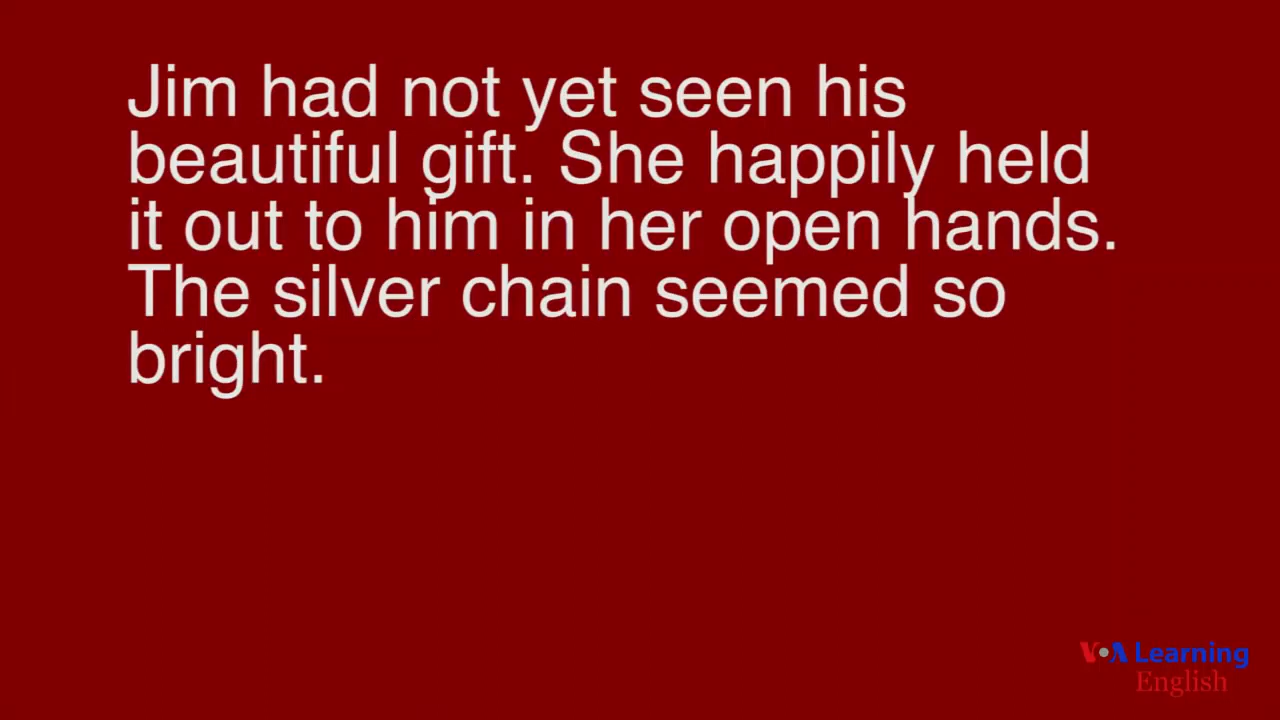 Jim had not yet seen his
beautiful gift. She happily held
it out to him in her open hands.
The silver chain seemed so
bright.
VOA Learning
English